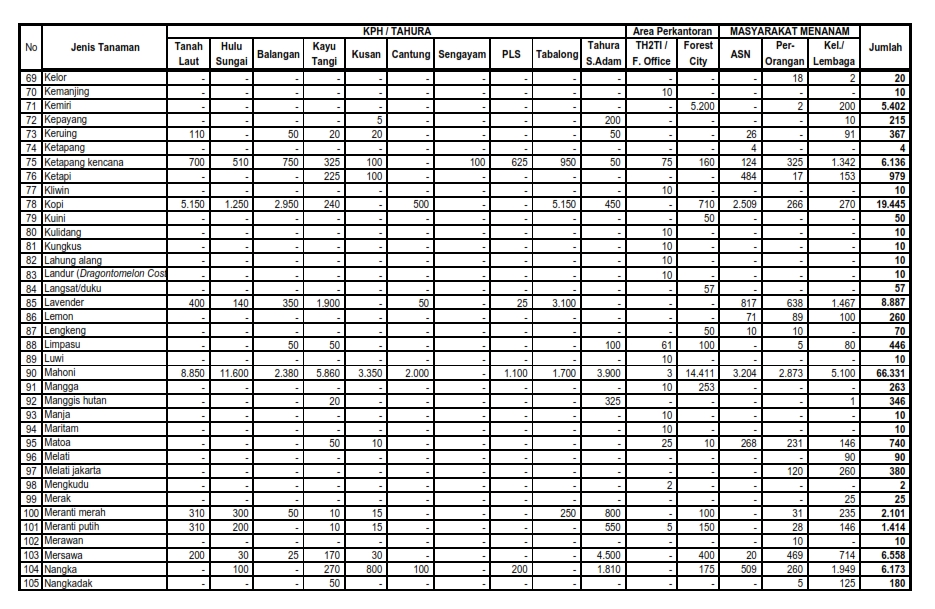 KPH / TAHURA Area Perkantoran MASYARAKAT MENANAM
No Jenis Tanaman Tanah Laut Hulu Sungai Balangan Kayu Tangi Kusan Cantung Sengayam PLS Tabalong Tahura S.Adam TH2TI / F. Office Forest City ASN Per- Orangan Kel./ Lembaga Jumlah
69 Kelor - - - - - - - - - - - - - 18 2 20
70 Kemanjing - - - - - - - - - - 10 - - - - 10
71 Kemiri - - - - - - - - - - - 5.200 - 2 200 5.402
72 Kepayang - - - - 5 - - - - 200 - - - - 10 215
73 Keruing 110 - 50 20 20 - - - - 50 - - 26 - 91 367
74 Ketapang - - - - - - - - - - - - 4 - - 4
75 Ketapang kencana 700 510 750 325 100 - 100 625 950 50 75 160 124 325 1.342 6.136
76 Ketapi - - - 225 100 - - - - - - - 484 17 153 979
77 Kliwin - - - - - - - - - - 10 - - - - 10
78 Kopi 5.150 1.250 2.950 240 - 500 - - 5.150 450 - 710 2.509 266 270 19.445
79 Kuini - - - - - - - - - - - 50 - - - 50
80 Kulidang - - - - - - - - - - 10 - - - - 10
81 Kungkus - - - - - - - - - - 10 - - - - 10
82 Lahung alang - - - - - - - - - - 10 - - - - 10
83 Landur (Dragontomelon Cost - - - - - - - - - - 10 - - - - 10
84 Langsat/duku - - - - - - - - - - - 57 - - - 57
85 Lavender 400 140 350 1.900 - 50 - 25 3.100 - - - 817 638 1.467 8.887
86 Lemon - - - - - - - - - - - - 71 89 100 260
87 Lengkeng - - - - - - - - - - - 50 10 10 - 70
88 Limpasu - - 50 50 - - - - - 100 61 100 - 5 80 446
89 Luwi - - - - - - - - - - 10 - - - - 10
90 Mahoni 8.850 11.600 2.380 5.860 3.350 2.000 - 1.100 1.700 3.900 3 14.411 3.204 2.873 5.100 66.331
91 Mangga - - - - - - - - - - 10 253 - - - 263
92 Manggis hutan - - - 20 - - - - - 325 - - - - 1 346
93 Manja - - - - - - - - - - 10 - - - - 10
94 Maritam - - - - - - - - - - 10 - - - - 10
95 Matoa - - - 50 10 - - - - - 25 10 268 231 146 740
96 Melati - - - - - - - - - - - - - - 90 90
97 Melati jakarta - - - - - - - - - - - - - 120 260 380
98 Mengkudu - - - - - - - - - - 2 - - - - 2
99 Merak - - - - - - - - - - - - - - 25 25
100 Meranti merah 310 300 50 10 15 - - - 250 800 - 100 - 31 235 2.101
101 Meranti putih 310 200 - 10 15 - - - - 550 5 150 - 28 146 1.414
102 Merawan - - - - - - - - - - - - - 10 - 10
103 Mersawa 200 30 25 170 30 - - - - 4.500 - 400 20 469 714 6.558
104 Nangka - 100 - 270 800 100 - 200 - 1.810 - 175 509 260 1.949 6.173
105 Nangkadak - - - 50 - - - - - - - - - 5 125 180